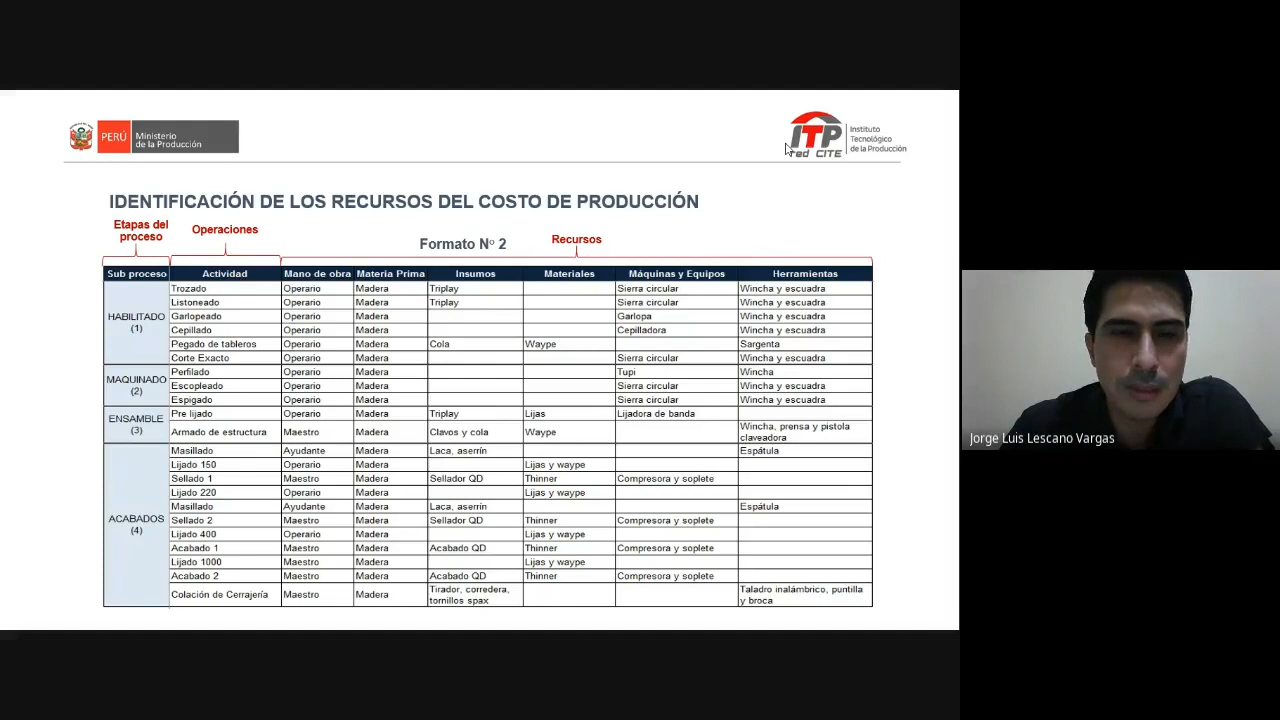 PERÚ Ministerio
de la Producción
ITP
red CITE
Instituto
Tecnológico
de la Producción
IDENTIFICACIÓN DE LOS RECURSOS DEL COSTO DE PRODUCCIÓN
Etapas del
proceso
Operaciones
Formato Nº 2
Recursos
Sub proceso Actividad Mano de obra Materia Prima Insumos Materiales Máquinas y Equipos Herramientas
HABILITADO
(1)
Trozado Operario Madera Triplay Sierra circular Wincha y escuadra
Listoneado Operario Madera Triplay Sierra circular Wincha y escuadra
Garlopeado Operario Madera Garlopa Wincha y escuadra
Cepillado Operario Madera Cepilladora Wincha y escuadra
Pegado de tableros Operario Madera Cola Waype Sargenta
Corte Exacto Operario Madera Sierra circular Wincha y escuadra
MAQUINADO
(2)
Perfilado Operario Madera Tupi Wincha
Escopleado Operario Madera Sierra circular Wincha y escuadra
Espigado Operario Madera Sierra circular Wincha y escuadra
ENSAMBLE
(3)
Pre lijado Operario Madera Triplay Lijas Lijadora de banda
Armado de estructura Maestro Madera Clavos y cola Waype Wincha, prensa y pistola
claveadora
ACABADOS
(4)
Masillado Ayudante Madera Laca, aserrín Espátula
Lijado 150 Operario Madera Lijas y waype
Sellado 1 Maestro Madera Sellador QD Thinner Compresora y soplete
Lijado 220 Operario Madera Lijas y waype
Masillado Ayudante Madera Laca, aserrín Espátula
Sellado 2 Maestro Madera Sellador QD Thinner Compresora y soplete
Lijado 400 Operario Madera Lijas y waype
Acabado 1 Maestro Madera Acabado QD Thinner Compresora y soplete
Lijado 1000 Maestro Madera Lijas y waype
Acabado 2 Maestro Madera Acabado QD Thinner Compresora y soplete
Colación de Cerrajería Maestro Madera Tirador, corredera,
tornillos spax
Taladro inalámbrico, puntilla
y broca
Jorge Luis Lescano Vargas